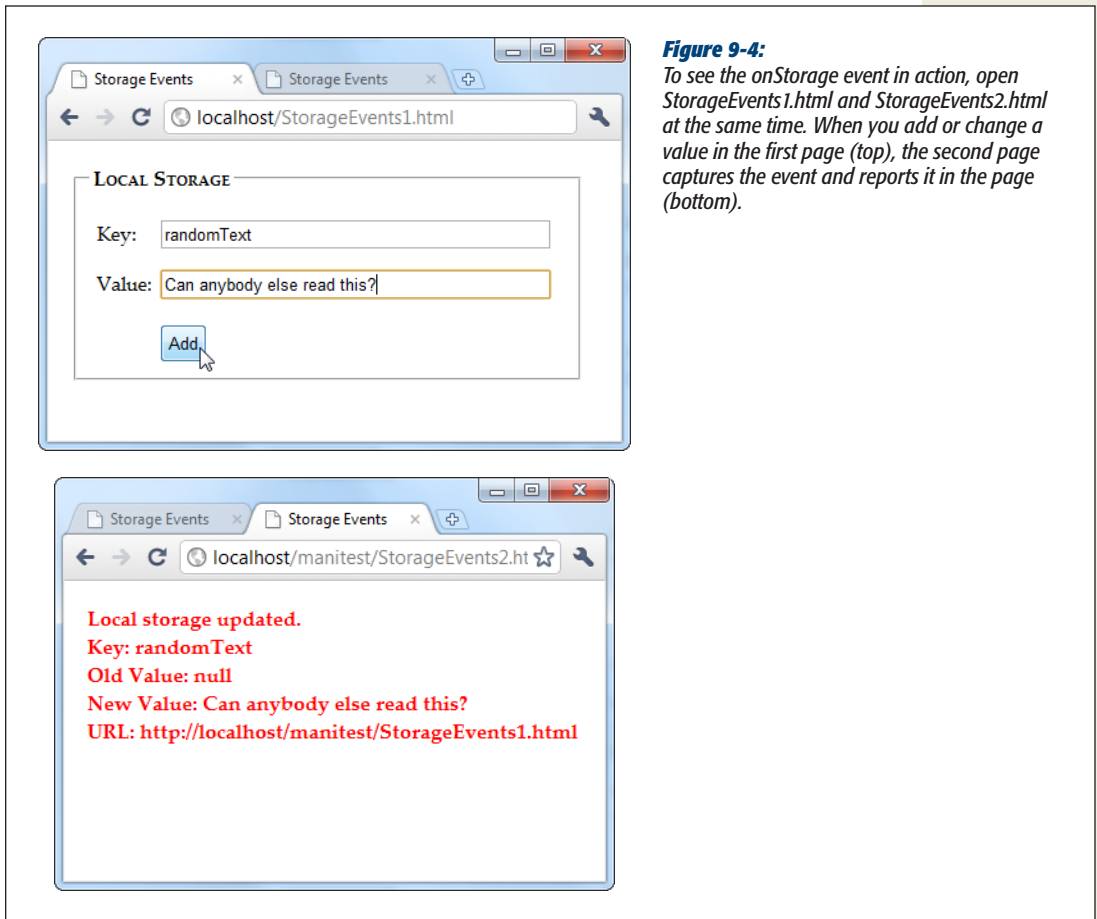 Storage Events
Storage Events
localhost/StorageEvents1.html
LOCAL STORAGE
Key: randomText
Value: Can anybody else read this?
Add
Figure 9-4:
To see the onStorage event in action, open
StorageEvents1.html and StorageEvents2.html
at the same time. When you add or change a
value in the first page (top), the second page
captures the event and reports it in the page
(bottom).
Storage Events
Storage Events
localhost/manitest/StorageEvents2.ht
Local storage updated.
Key: randomText
Old Value: null
New Value: Can anybody else read this?
URL: http://localhost/manitest/StorageEvents1.html